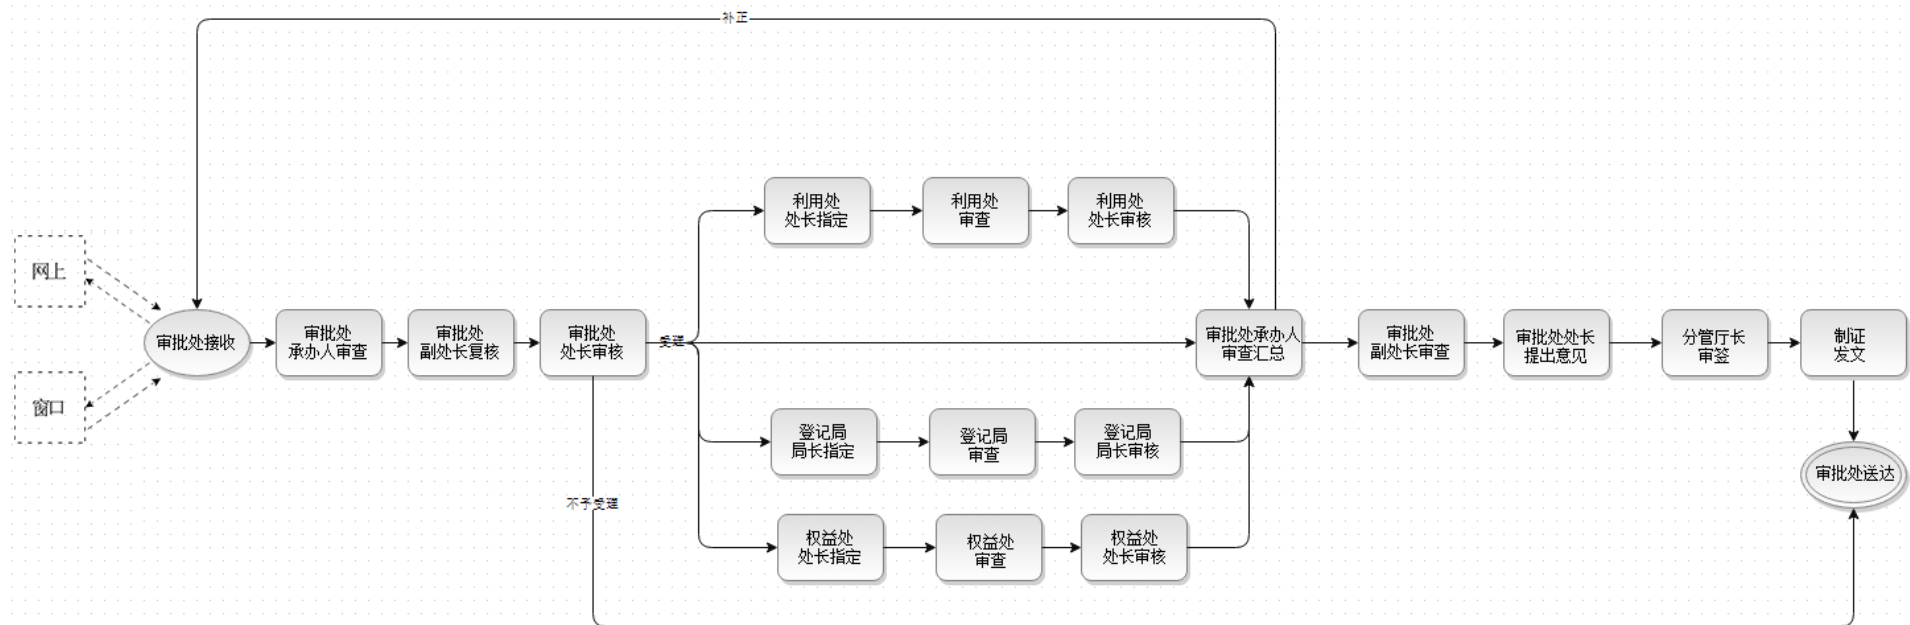 补正
利用处
处长指定
利用处
审查
利用处
处长审核
网上
窗口
审批处接收
审批处
承办人审查
审批处
副处长复核
审批处
处长审核
受理
审批处承办人
审查汇总
审批处
副处长审查
审批处处长
提出意见
分管厅长
审签
制证
发文
登记局
局长指定
登记局
审查
登记局
局长审核
审批处送达
不予受理
权益处
处长指定
权益处
审查
权益处
处长审核